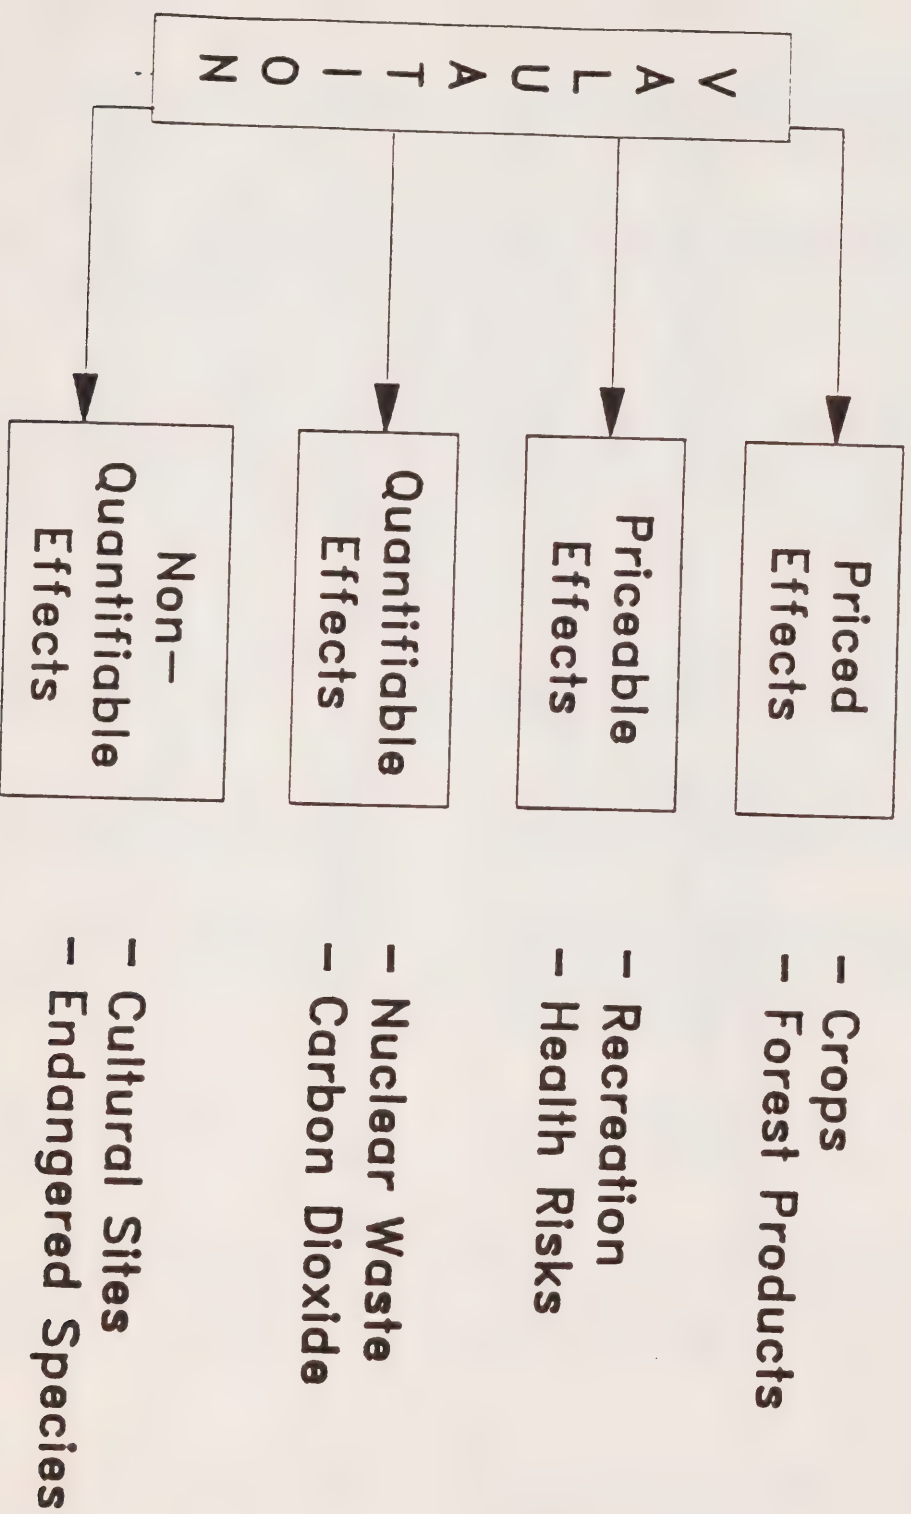 VALUATION
Priced
Effects
– Crops
– Forest Products
Priceable
Effects
– Recreation
– Health Risks
Quantifiable
Effects
– Nuclear Waste
– Carbon Dioxide
Non–
Quantifiable
Effects
– Cultural Sites
– Endangered Species